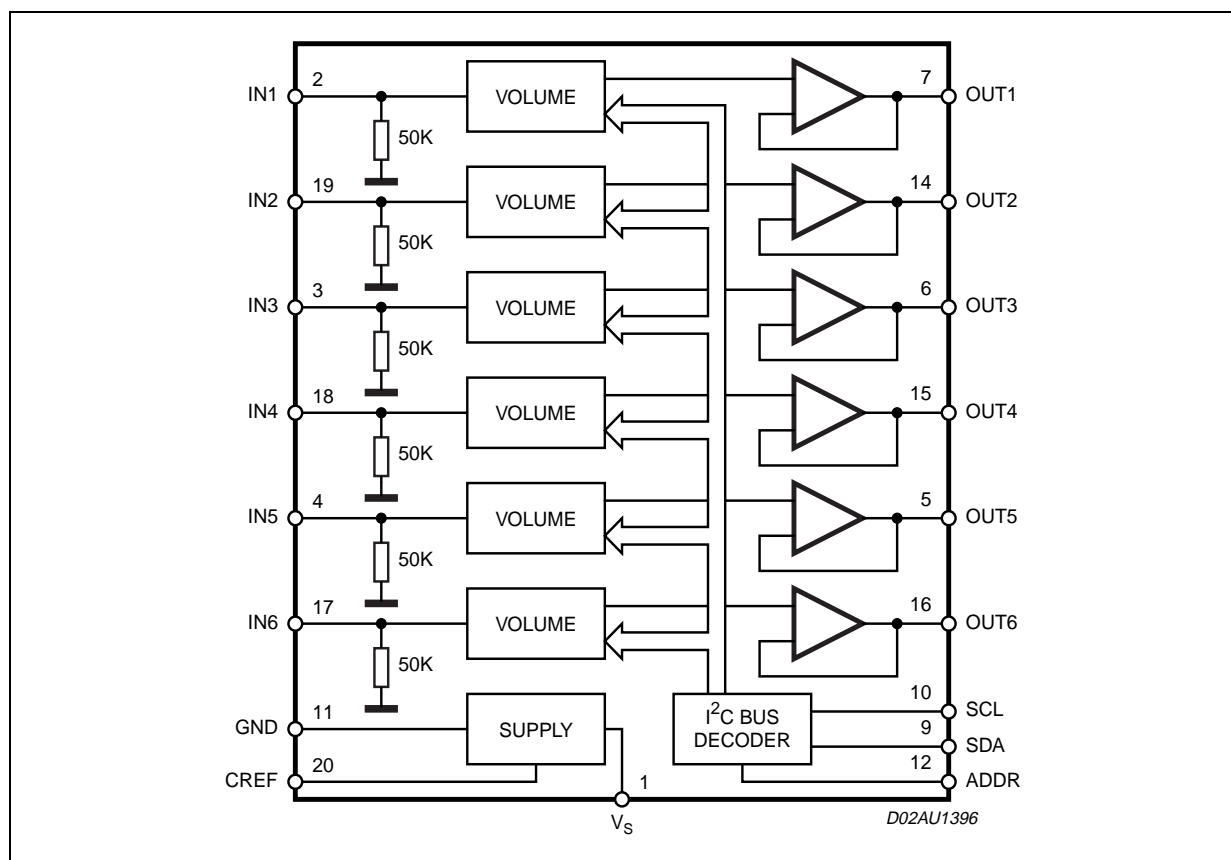 IN1 2 VOLUME 7 OUT1
50K
IN2 19 VOLUME 14 OUT2
50K
IN3 3 VOLUME 6 OUT3
50K
IN4 18 VOLUME 15 OUT4
50K
IN5 4 VOLUME 5 OUT5
50K
IN6 17 VOLUME 16 OUT6
50K
GND 11 SUPPLY
I2C BUS
DECODER
10 SCL
9 SDA
CREF 20
1
VS
12 ADDR
D02AU1396